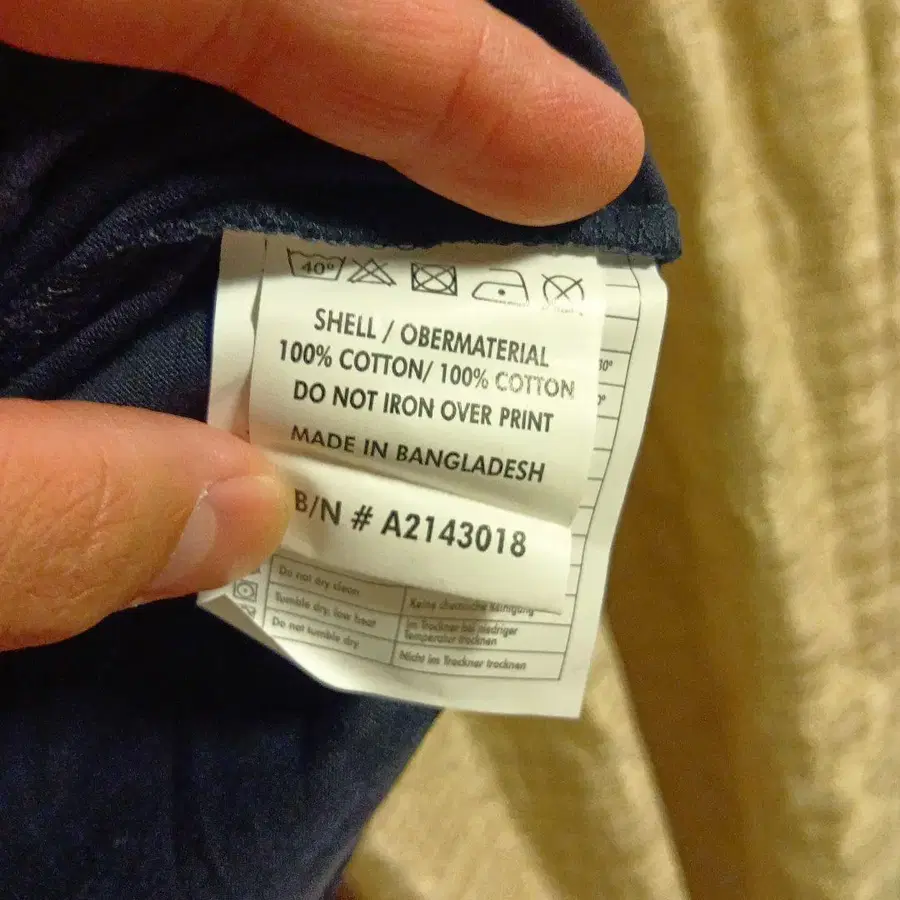 40°
SHELL / OBERMATERIAL
100% COTTON/ 100% COTTON
DO NOT IRON OVER PRINT
MADE IN BANGLADESH
B/N # A2143018
Do not dry clean
Keine chemische Reinigung
Tumble dry, low heat
Im Trockner bei niedriger
Temperatur trocknen
Do not tumble dry
Nicht im Trockner trocknen